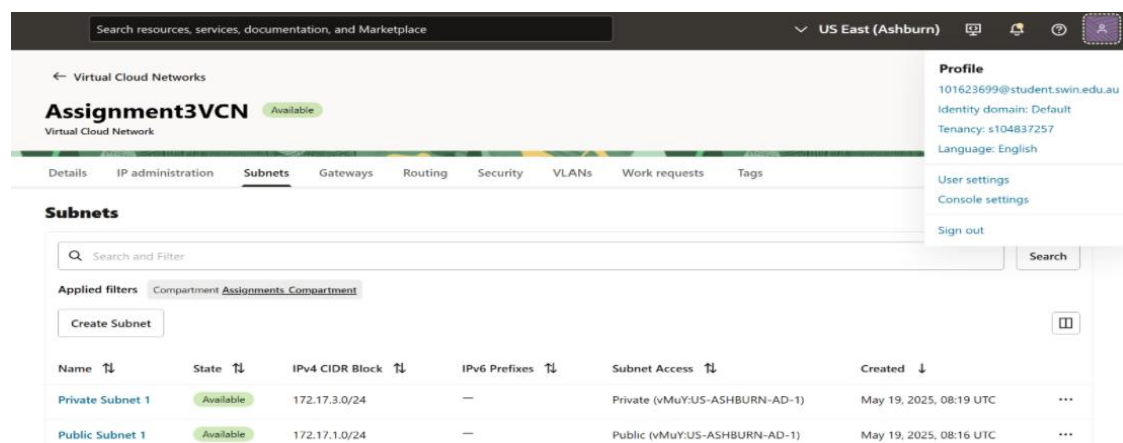 Search resources, services, documentation, and Marketplace
US East (Ashburn)
Profile
101623699@student.swin.edu.au
Identity domain: Default
Tenancy: s104837257
Language: English
User settings
Console settings
Sign out
← Virtual Cloud Networks
Assignment3VCN Available
Virtual Cloud Network
Details IP administration Subnets Gateways Routing Security VLANs Work requests Tags
Subnets
Search and Filter Search
Applied filters Compartment Assignments_Compartment
Create Subnet
Name State IPv4 CIDR Block IPv6 Prefixes Subnet Access Created
Private Subnet 1 Available 172.17.3.0/24 — Private (vMuY:US-ASHBURN-AD-1) May 19, 2025, 08:19 UTC
Public Subnet 1 Available 172.17.1.0/24 — Public (vMuY:US-ASHBURN-AD-1) May 19, 2025, 08:16 UTC